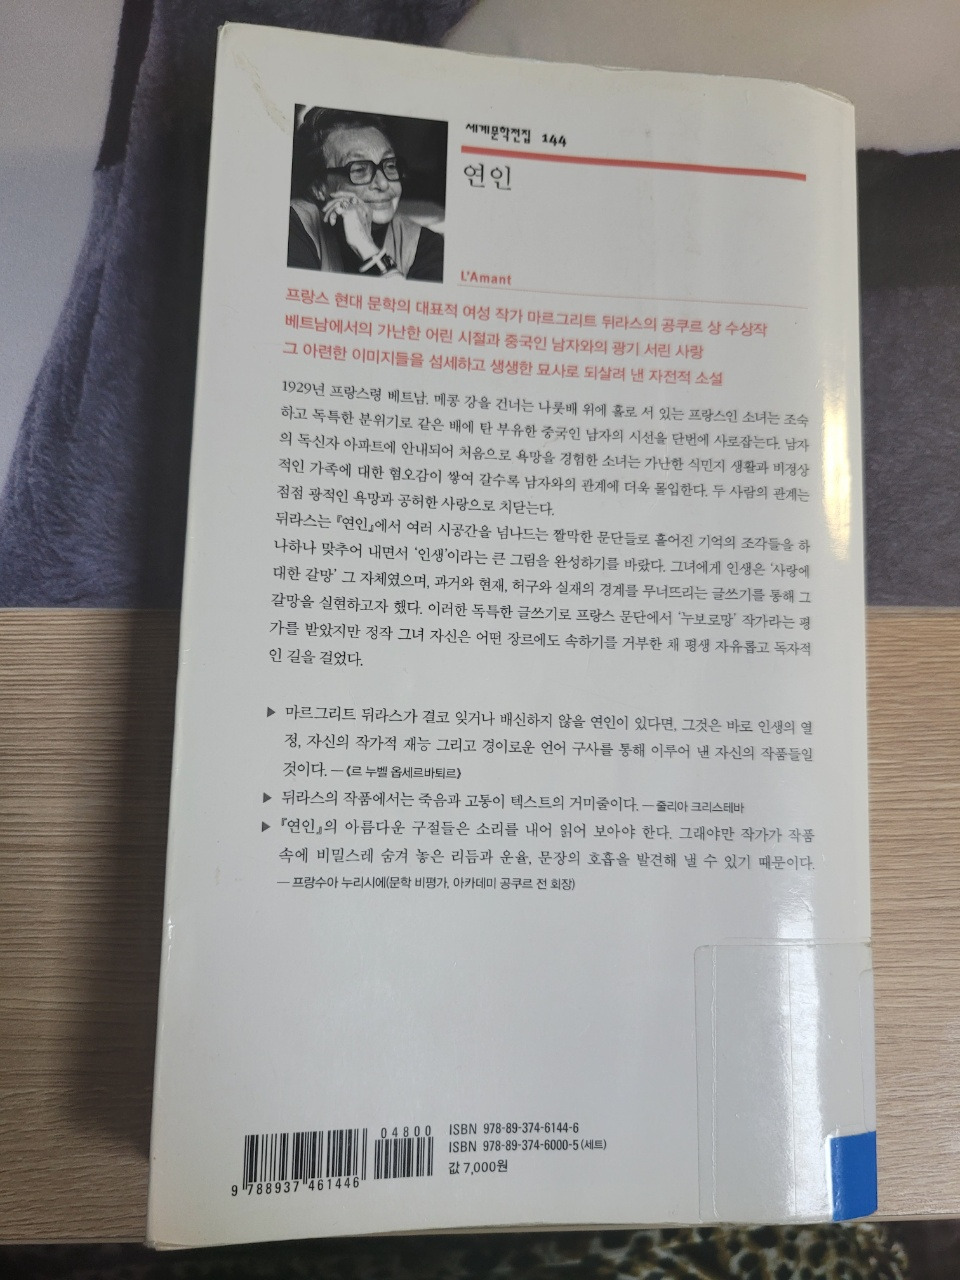 세계문학전집 144
연인
L'Amant
프랑스 현대 문학의 대표적 여성 작가 마르그리트 뒤라스의 공쿠르 상 수상작
베트남에서의 가난한 어린 시절과 중국인 남자와의 광기 서린 사랑
그 아련한 이미지들을 섬세하고 생생한 묘사로 되살려 낸 자전적 소설
1929년 프랑스령 베트남. 메콩 강을 건너는 나룻배 위에 홀로 서 있는 프랑스인 소녀는 조숙
하고 독특한 분위기로 같은 배에 탄 부유한 중국인 남자의 시선을 단번에 사로잡는다. 남자
의 독신자 아파트에 안내되어 처음으로 욕망을 경험한 소녀는 가난한 식민지 생활과 비정상
적인 가족에 대한 혐오감이 쌓여 갈수록 남자와의 관계에 더욱 몰입한다. 두 사람의 관계는
점점 광적인 욕망과 공허한 사랑으로 치닫는다.
뒤라스는 『연인』에서 여러 시공간을 넘나드는 짤막한 문단들로 흩어진 기억의 조각들을 하
나하나 맞추어 내면서 ‘인생’이라는 큰 그림을 완성하기를 바랐다. 그녀에게 인생은 ‘사랑에
대한 갈망’ 그 자체였으며, 과거와 현재, 허구와 실재의 경계를 무너뜨리는 글쓰기를 통해 그
갈망을 실현하고자 했다. 이러한 독특한 글쓰기로 프랑스 문단에서 ‘누보로망’ 작가라는 평
가를 받았지만 정작 그녀 자신은 어떤 장르에도 속하기를 거부한 채 평생 자유롭고 독자적
인 길을 걸었다.
▶ 마르그리트 뒤라스가 결코 잊거나 배신하지 않을 연인이 있다면, 그것은 바로 인생의 열
정, 자신의 작가적 재능 그리고 경이로운 언어 구사를 통해 이루어 낸 자신의 작품들일
것이다. ―《르 누벨 옵세르바퇴르》
▶ 뒤라스의 작품에서는 죽음과 고통이 텍스트의 거미줄이다. ―줄리아 크리스테바
▶ 『연인』의 아름다운 구절들은 소리를 내어 읽어 보아야 한다. 그래야만 작가가 작품
속에 비밀스레 숨겨 놓은 리듬과 운율, 문장의 호흡을 발견해 낼 수 있기 때문이다.
―프랑수아 누리시에(문학 비평가, 아카데미 공쿠르 전 회장)
04800
9 788937 461446
ISBN 978-89-374-6144-6
ISBN 978-89-374-6000-5 (세트)
값 7,000원